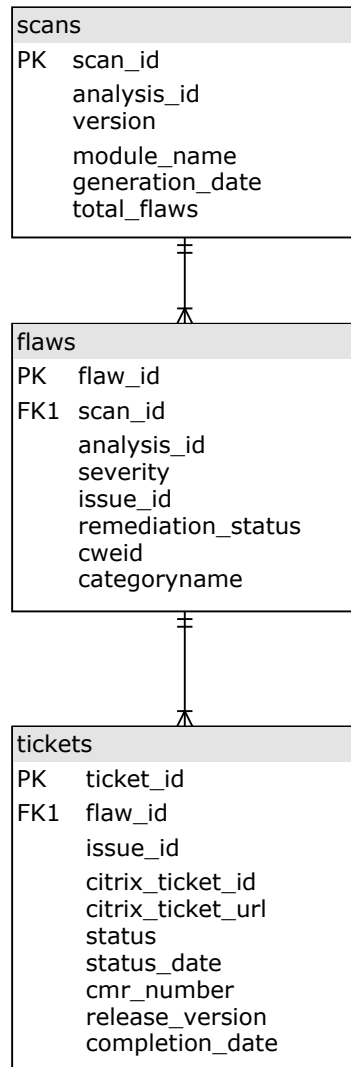 scans
PK scan_id
analysis_id
version
module_name
generation_date
total_flaws
flaws
PK flaw_id
FK1 scan_id
analysis_id
severity
issue_id
remediation_status
cweid
categoryname
tickets
PK ticket_id
FK1 flaw_id
issue_id
citrix_ticket_id
citrix_ticket_url
status
status_date
cmr_number
release_version
completion_date